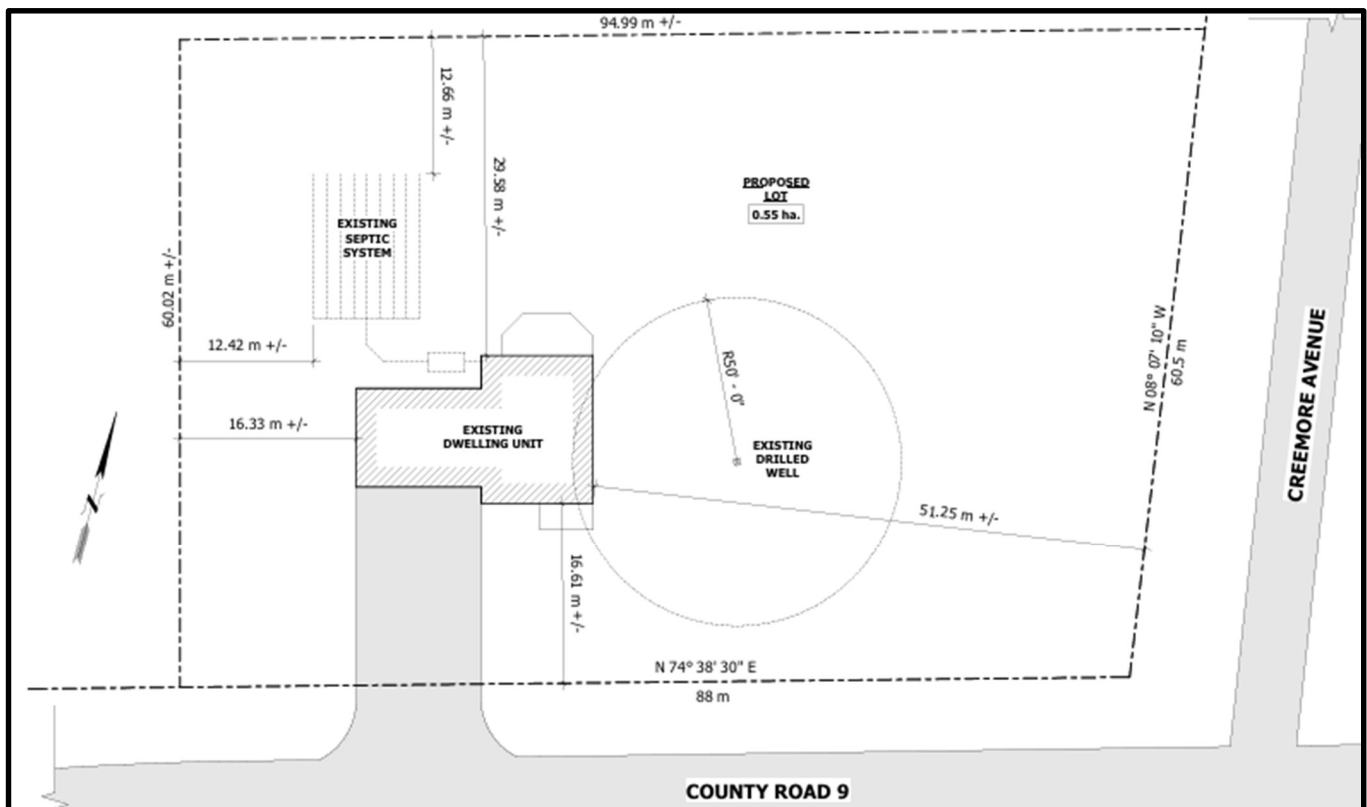 94.99 m +/-
12.66 m +/-
29.58 m +/-
PROPOSED
LOT
0.55 ha.
EXISTING
SEPTIC
SYSTEM
60.02 m +/-
12.42 m +/-
R50' - 0"
N 08° 07' 10" W
60.5 m
CREEMORE AVENUE
16.33 m +/-
EXISTING
DWELLING UNIT
EXISTING
DRILLED
WELL
N
51.25 m +/-
16.61 m +/-
N 74° 38' 30" E
88 m
COUNTY ROAD 9